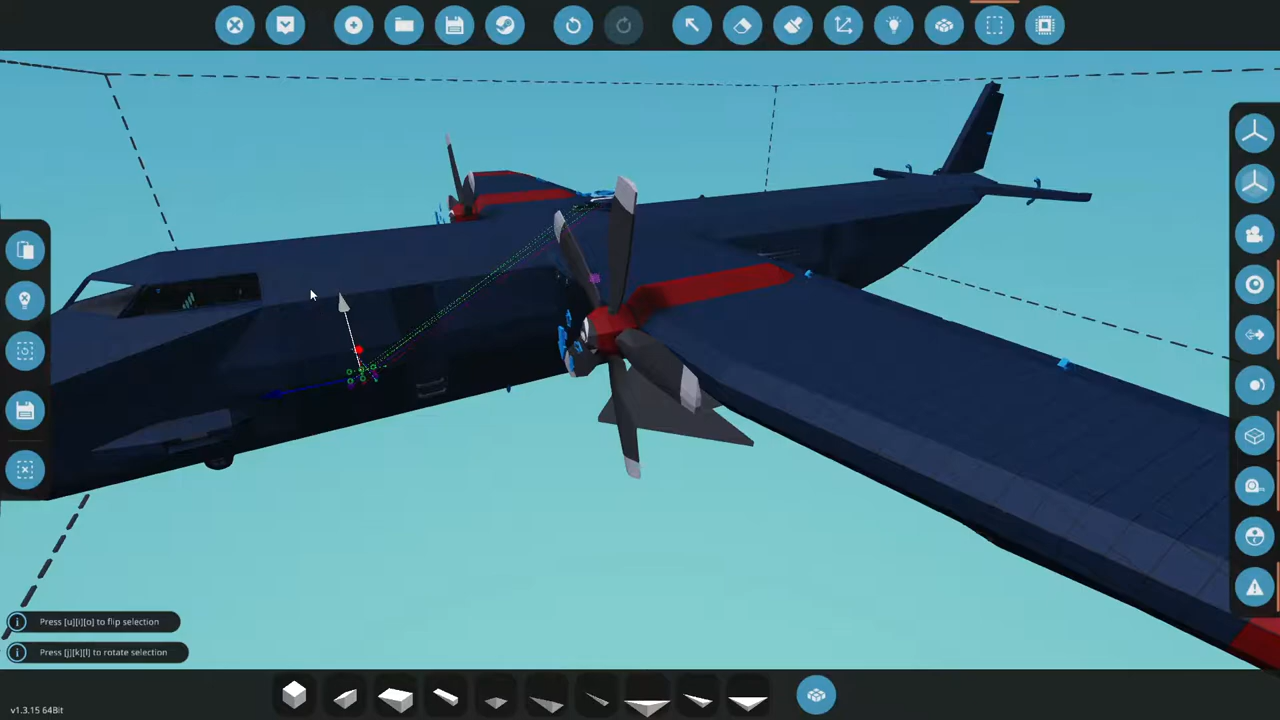 Press [u][i][o] to flip selection
Press [j][k][l] to rotate selection
v1.3.15 64Bit